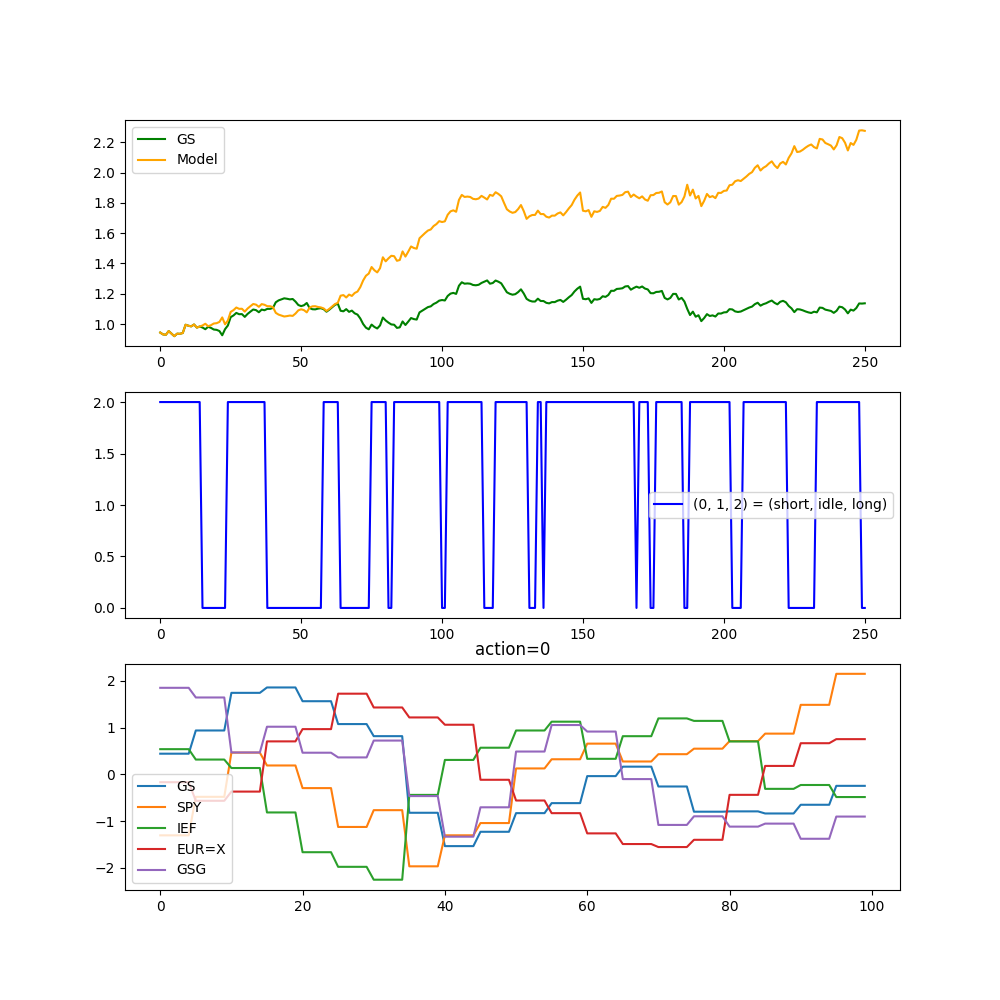 GS
Model
2.2
2.0
1.8
1.6
1.4
1.2
1.0
0 50 100 150 200 250
2.0
1.5
1.0
0.5
0.0
(0, 1, 2) = (short, idle, long)
0 50 100 150 200 250
action=0
2
1
0
−1
−2
GS
SPY
IEF
EUR=X
GSG
0 20 40 60 80 100